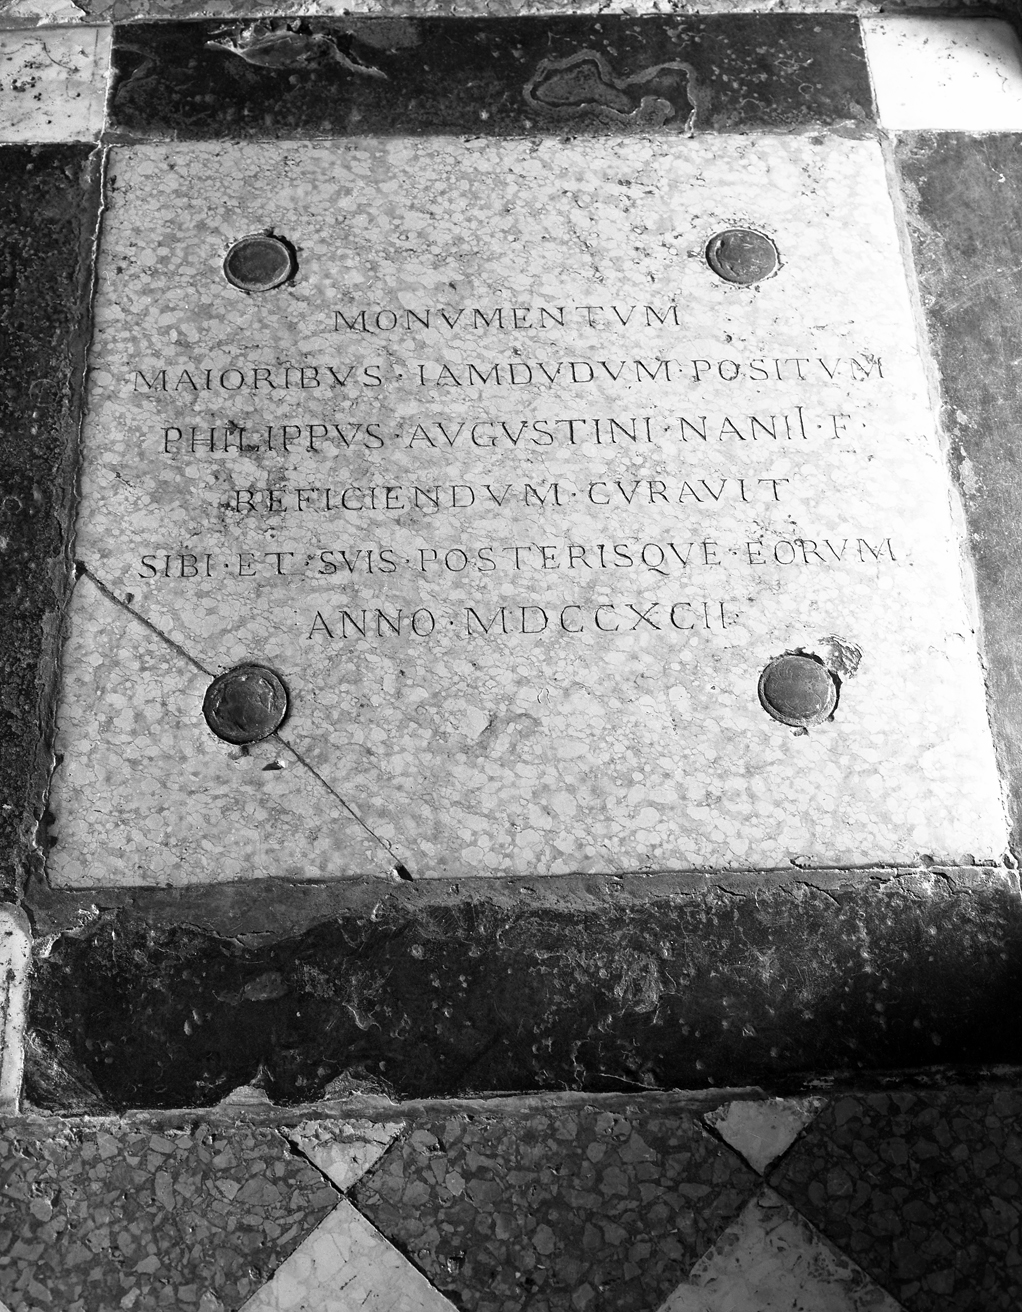 MONVMENTVM
MAIORIBVS · IAMDVDVM · POSITVM
PHILIPPVS · AVGVSTINI · NANII · F ·
REFICIENDVM · CVRAVIT
SIBI · ET · SVIS · POSTERISQVE · EORVM
ANNO · MDCCXCII ·